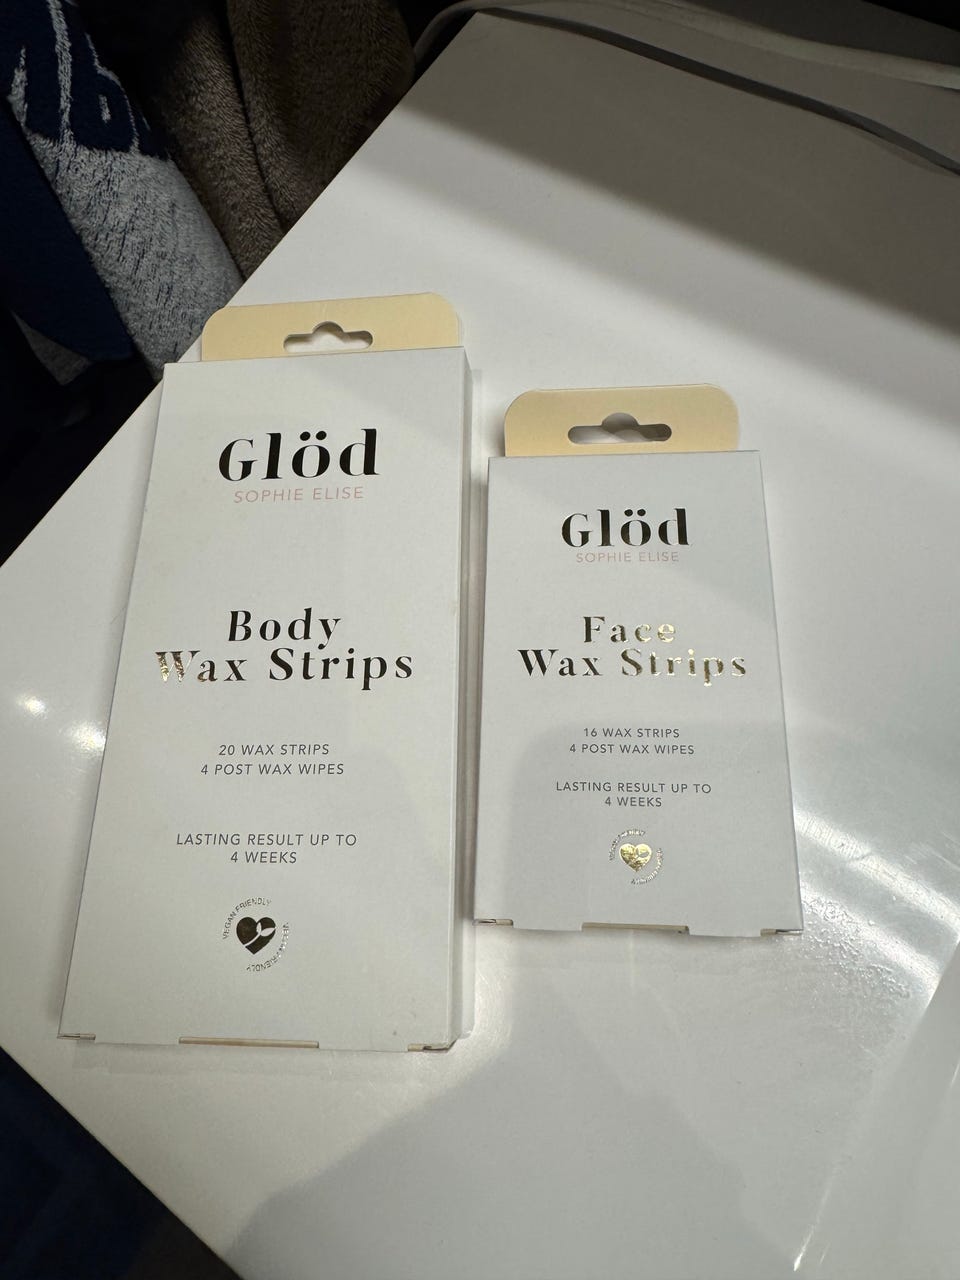 Glöd
SOPHIE ELISE
Body
Wax Strips
20 WAX STRIPS
4 POST WAX WIPES
LASTING RESULT UP TO
4 WEEKS
VEGAN FRIENDLY
VEGAN FRIENDLY
Glöd
SOPHIE ELISE
Face
Wax Strips
16 WAX STRIPS
4 POST WAX WIPES
LASTING RESULT UP TO
4 WEEKS